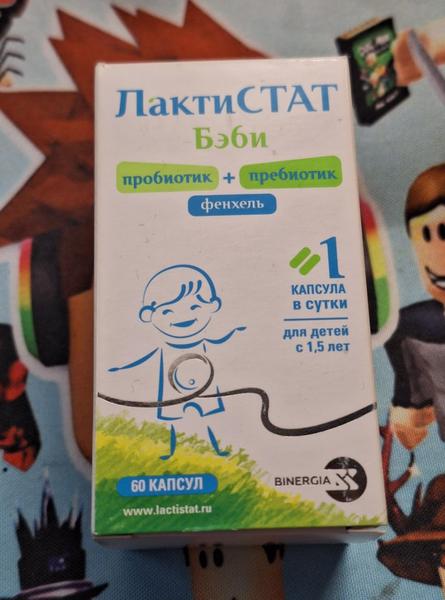 ЛактиСТАТ
Бэби
пробиотик + пребиотик
фенхель
1
КАПСУЛА
В СУТКИ
для детей
с 1,5 лет
60 КАПСУЛ
www.lactistat.ru
BINERGIA